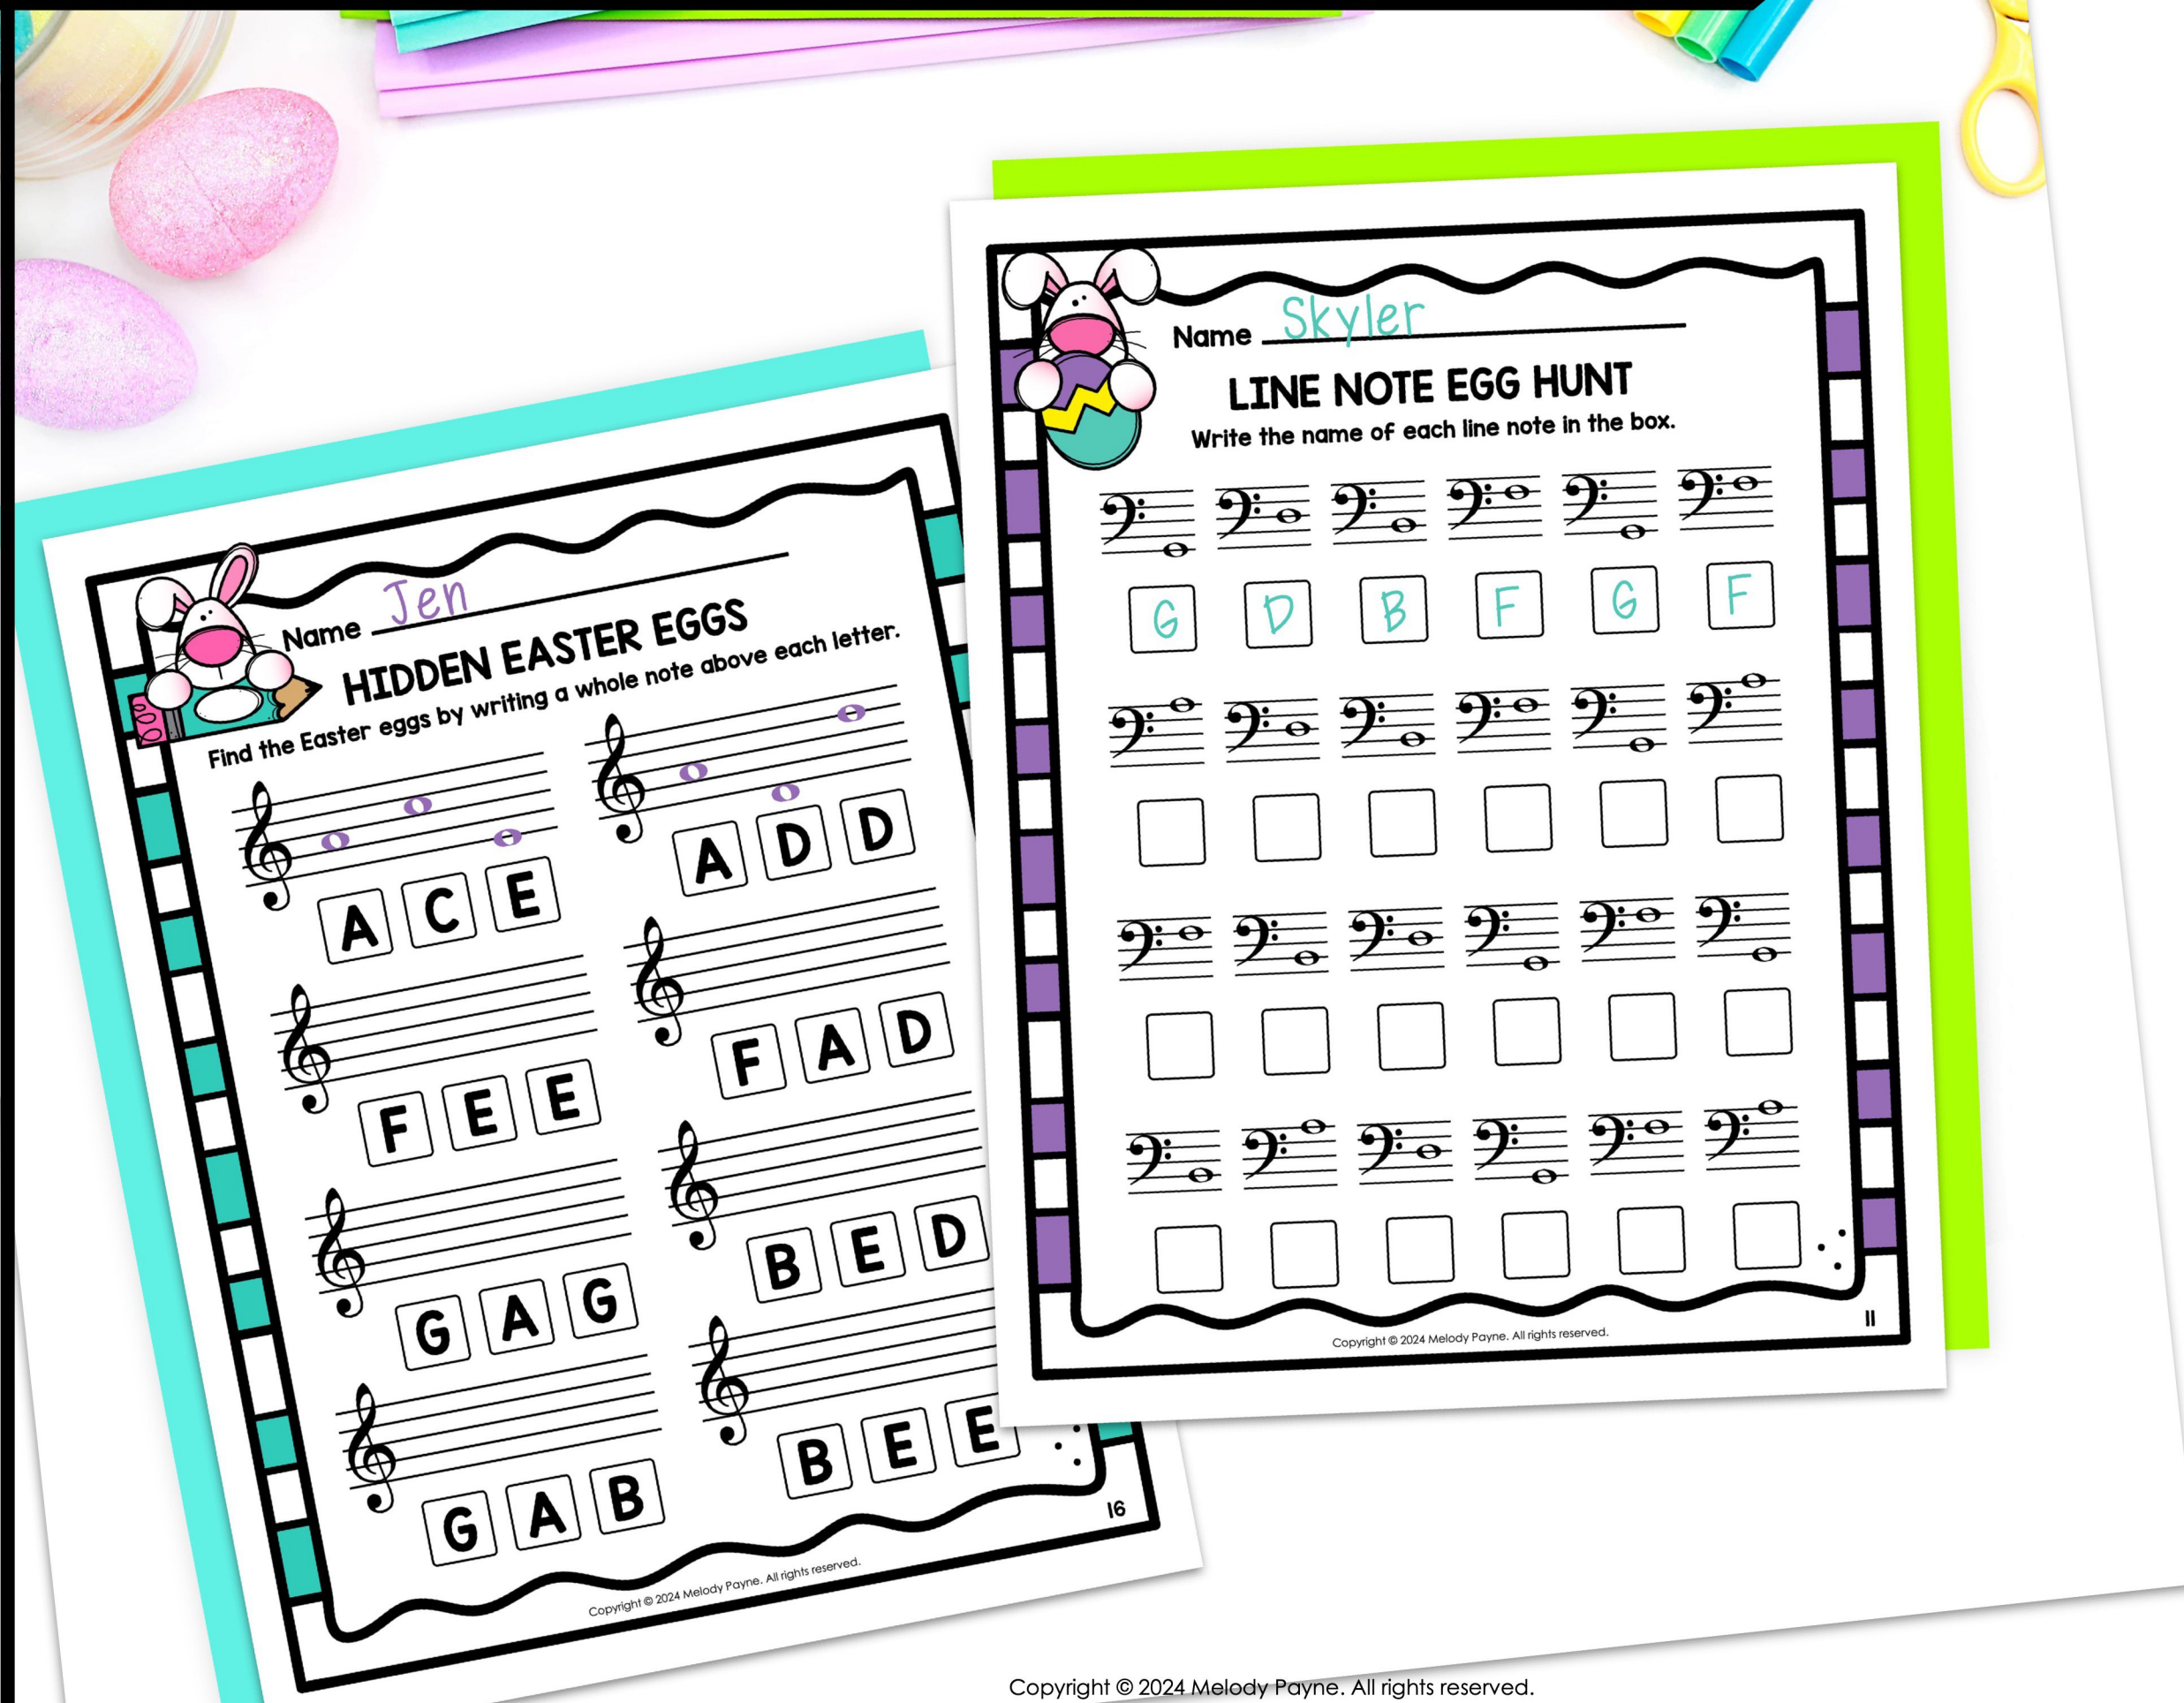 Name Jen
HIDDEN EASTER EGGS
Find the Easter eggs by writing a whole note above each letter.
A C E
A D D
F E E
F A D
G A G
B E D
G A B
B E E
16
Copyright © 2024 Melody Payne. All rights reserved.
Name Skyler
LINE NOTE EGG HUNT
Write the name of each line note in the box.
G D B F G F
11
Copyright © 2024 Melody Payne. All rights reserved.
Copyright © 2024 Melody Payne. All rights reserved.